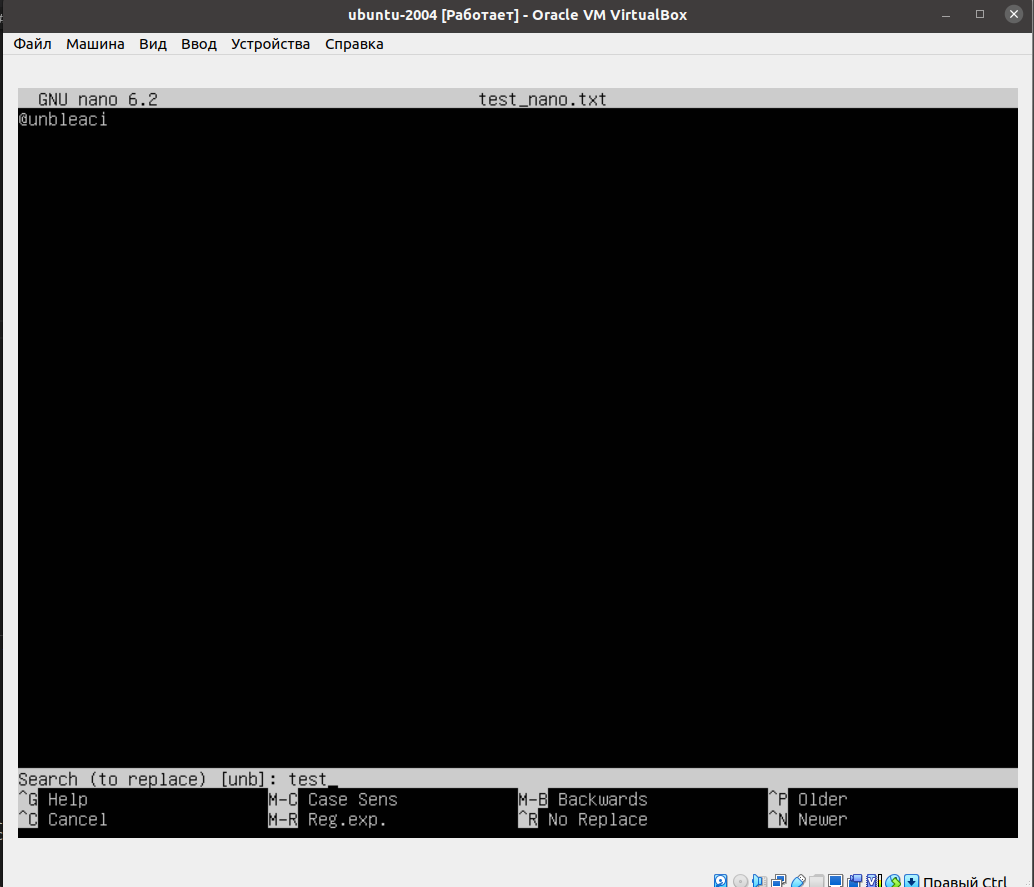 ubuntu-2004 [Работает] - Oracle VM VirtualBox
Файл Машина Вид Ввод Устройства Справка
GNU nano 6.2 test_nano.txt
@unbleaci
Search (to replace) [unb]: test_
^G Help M-C Case Sens M-B Backwards ^P Older
^C Cancel M-R Reg.exp. ^R No Replace ^N Newer
Правый Ctrl